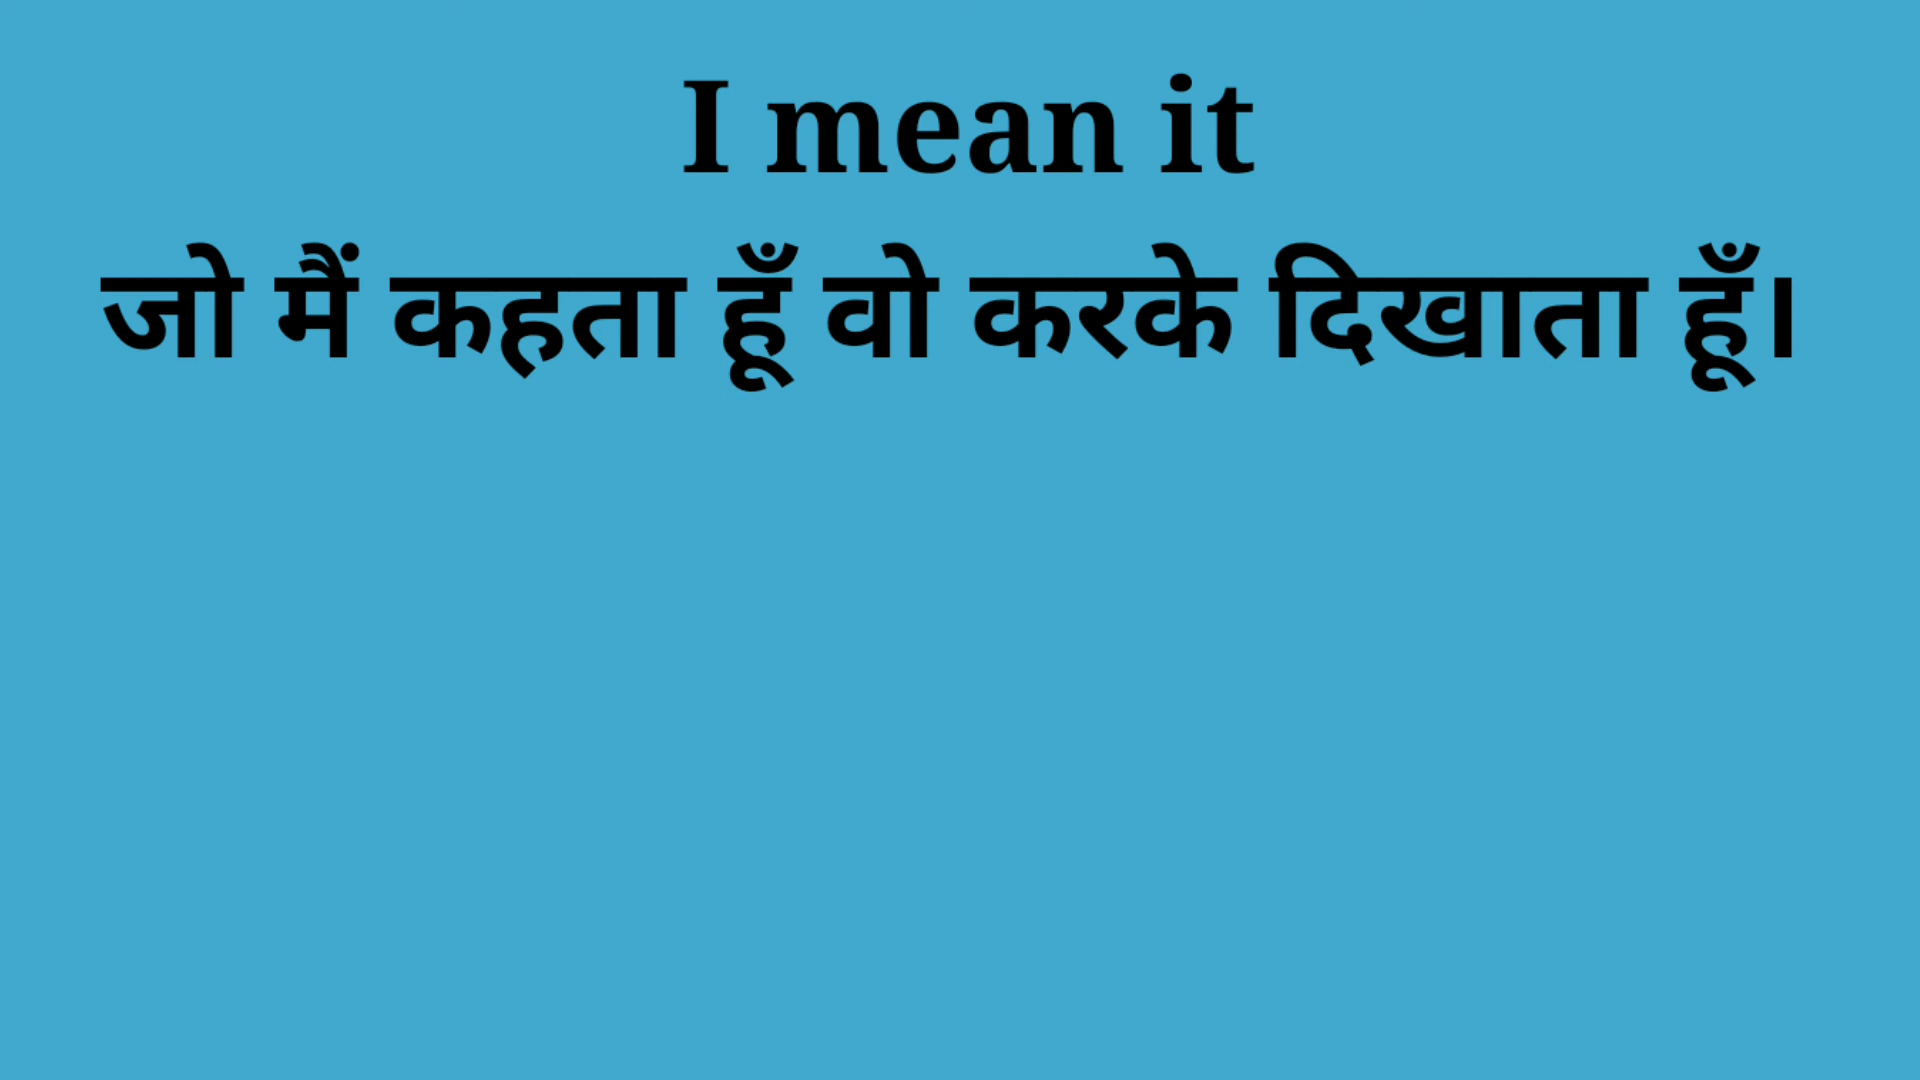 I mean it
जो मैं कहता हूँ वो करके दिखाता हूँ।